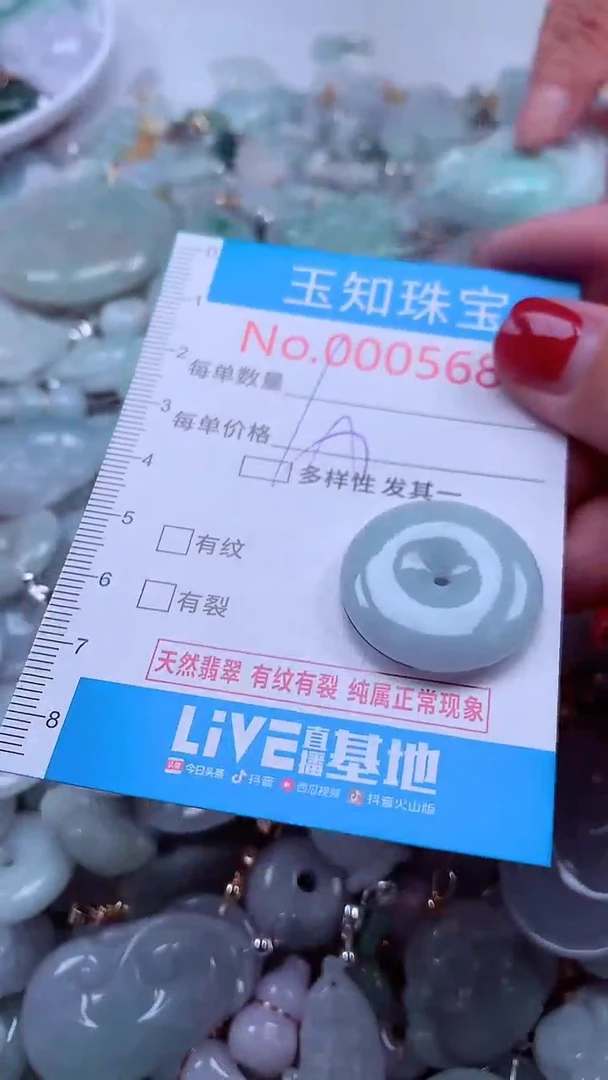 0
1
2
3
4
5
6
7
8
玉知珠宝
No.000568
每单数量
每单价格
多样性 发其一
有纹
有裂
天然翡翠 有纹有裂 纯属正常现象
LiVE直播基地
头条 今日头条 抖音 西瓜视频 抖音火山版